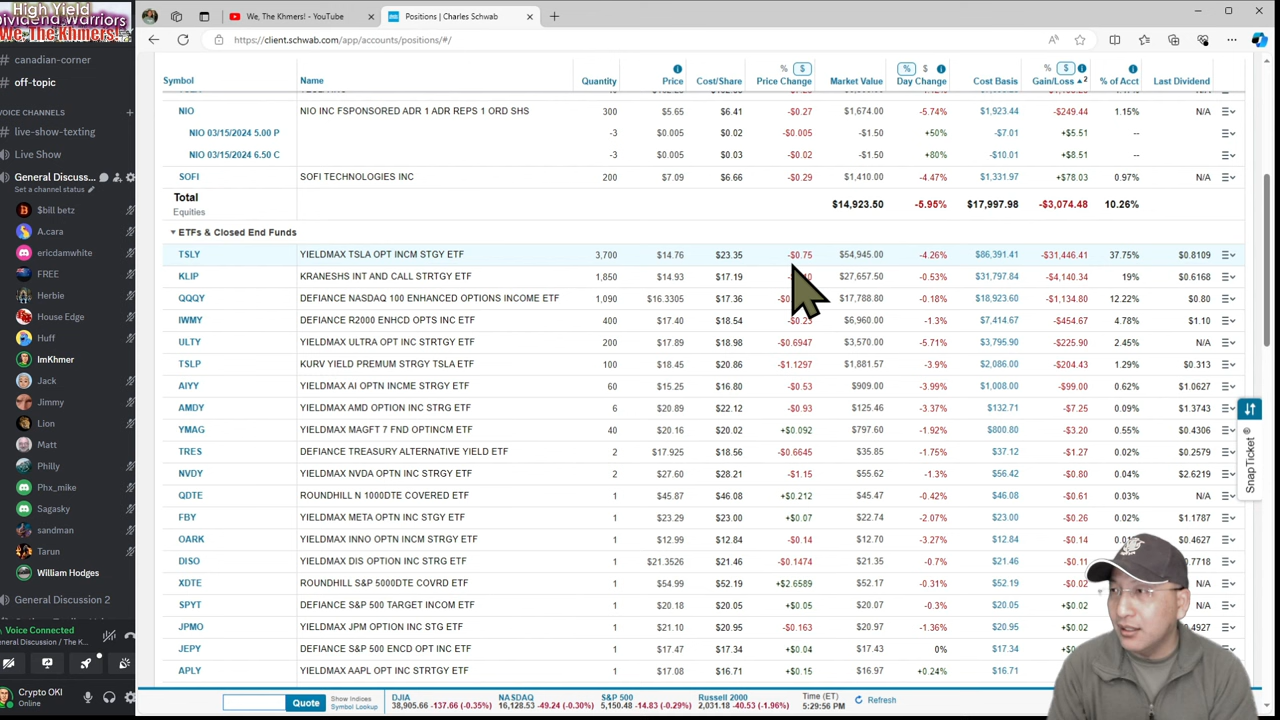 High Yield
Dividend Warriors
We The Khmers!
canadian-corner
off-topic
VOICE CHANNELS
live-show-texting
Live Show
General Discuss...
Set a channel status
$bill betz
A.cara
ericdamwhite
FREE
Herbie
House Edge
Huff
ImKhmer
Jack
Jimmy
Lion
Matt
Philly
Phx_mike
Sagasky
sandman
Tarun
William Hodges
General Discussion 2
Voice Connected
General Discussion / The K...
Crypto OKI
Online
We, The Khmers! - YouTube
Positions | Charles Schwab
https://client.schwab.com/app/accounts/positions/#/
Symbol Name Quantity Price Cost/Share % $ Price Change Market Value % $ Day Change Cost Basis % $ Gain/Loss 2 % of Acct Last Dividend
NIO NIO INC FSPONSORED ADR 1 ADR REPS 1 ORD SHS 300 $5.65 $6.41 -$0.27 $1,674.00 -5.74% $1,923.44 -$249.44 1.15% N/A
NIO 03/15/2024 5.00 P -3 $0.005 $0.02 -$0.005 -$1.50 +50% -$7.01 +$5.51 --
NIO 03/15/2024 6.50 C -3 $0.005 $0.03 -$0.02 -$1.50 +80% -$10.01 +$8.51 --
SOFI SOFI TECHNOLOGIES INC 200 $7.09 $6.66 -$0.29 $1,410.00 -4.47% $1,331.97 +$78.03 0.97% N/A
Total
Equities
$14,923.50 -5.95% $17,997.98 -$3,074.48 10.26%
ETFs & Closed End Funds
TSLY YIELDMAX TSLA OPT INCM STGY ETF 3,700 $14.76 $23.35 -$0.75 $54,945.00 -4.26% $86,391.41 -$31,446.41 37.75% $0.8109
KLIP KRANESHS INT AND CALL STRTGY ETF 1,850 $14.93 $17.19 $27,657.50 -0.53% $31,797.84 -$4,140.34 19% $0.6168
QQQY DEFIANCE NASDAQ 100 ENHANCED OPTIONS INCOME ETF 1,090 $16.3305 $17.36 $17,788.80 -0.18% $18,923.60 -$1,134.80 12.22% $0.80
IWMY DEFIANCE R2000 ENHCD OPTS INC ETF 400 $17.40 $18.54 -$0.23 $6,960.00 -1.3% $7,414.67 -$454.67 4.78% $1.10
ULTY YIELDMAX ULTRA OPT INC STRGY ETF 200 $17.89 $18.98 -$0.6947 $3,570.00 -5.71% $3,795.90 -$225.90 2.45% N/A
TSLP KURV YIELD PREMUM STRGY TSLA ETF 100 $18.45 $20.86 -$1.1297 $1,881.57 -3.9% $2,086.00 -$204.43 1.29% $0.313
AIYY YIELDMAX AI OPTN INCME STRGY ETF 60 $15.25 $16.80 -$0.53 $909.00 -3.99% $1,008.00 -$99.00 0.62% $1.0627
AMDY YIELDMAX AMD OPTION INC STRG ETF 6 $20.89 $22.12 -$0.93 $125.46 -3.37% $132.71 -$7.25 0.09% $1.3743
YMAG YIELDMAX MAGFT 7 FND OPTINCM ETF 40 $20.16 $20.02 +$0.092 $797.60 -1.92% $800.80 -$3.20 0.55% $0.4306
TRES DEFIANCE TREASURY ALTERNATIVE YIELD ETF 2 $17.925 $18.56 -$0.6645 $35.85 -1.75% $37.12 -$1.27 0.02% $0.2579
NVDY YIELDMAX NVDA OPTN INC STRGY ETF 2 $27.60 $28.21 -$1.15 $55.62 -1.3% $56.42 -$0.80 0.04% $2.6219
QDTE ROUNDHILL N 1000DTE COVERED ETF 1 $45.87 $46.08 +$0.212 $45.47 -0.42% $46.08 -$0.61 0.03% N/A
FBY YIELDMAX META OPTN INC STGY ETF 1 $23.29 $23.00 +$0.07 $22.74 -2.07% $23.00 -$0.26 0.02% $1.1787
OARK YIELDMAX INNO OPTN INCM STGY ETF 1 $12.99 $12.84 -$0.14 $12.70 -3.27% $12.84 -$0.14 0.4627
DISO YIELDMAX DIS OPTION INC STRG ETF 1 $21.3526 $21.46 -$0.1474 $21.35 -0.7% $21.46 -$0.11 .7718
XDTE ROUNDHILL S&P 5000DTE COVRD ETF 1 $54.99 $52.19 +$2.6589 $52.17 -0.31% $52.19 -$0.02 N/A
SPYT DEFIANCE S&P 500 TARGET INCOM ETF 1 $20.18 $20.05 +$0.05 $20.07 -0.3% $20.05 +$0.02 N/A
JPMO YIELDMAX JPM OPTION INC STG ETF 1 $21.10 $20.95 -$0.163 $20.97 -1.36% $20.95 +$0.02 .4927
JEPY DEFIANCE S&P 500 ENCD OPT INC ETF 1 $17.47 $17.34 +$0.04 $17.43 0% $17.34
APLY YIELDMAX AAPL OPT INC STRTGY ETF 1 $17.08 $16.71 +$0.15 $16.97 +0.24% $16.71
SnapTicket ®
Quote Show Indices
Symbol Lookup
DJIA
38,905.66 -137.66 (-0.35%)
NASDAQ
16,128.53 -49.24 (-0.30%)
S&P 500
5,150.48 -14.83 (-0.29%)
Russell 2000
2,031.18 -40.53 (-1.96%)
Time (ET)
5:29:56 PM
Refresh